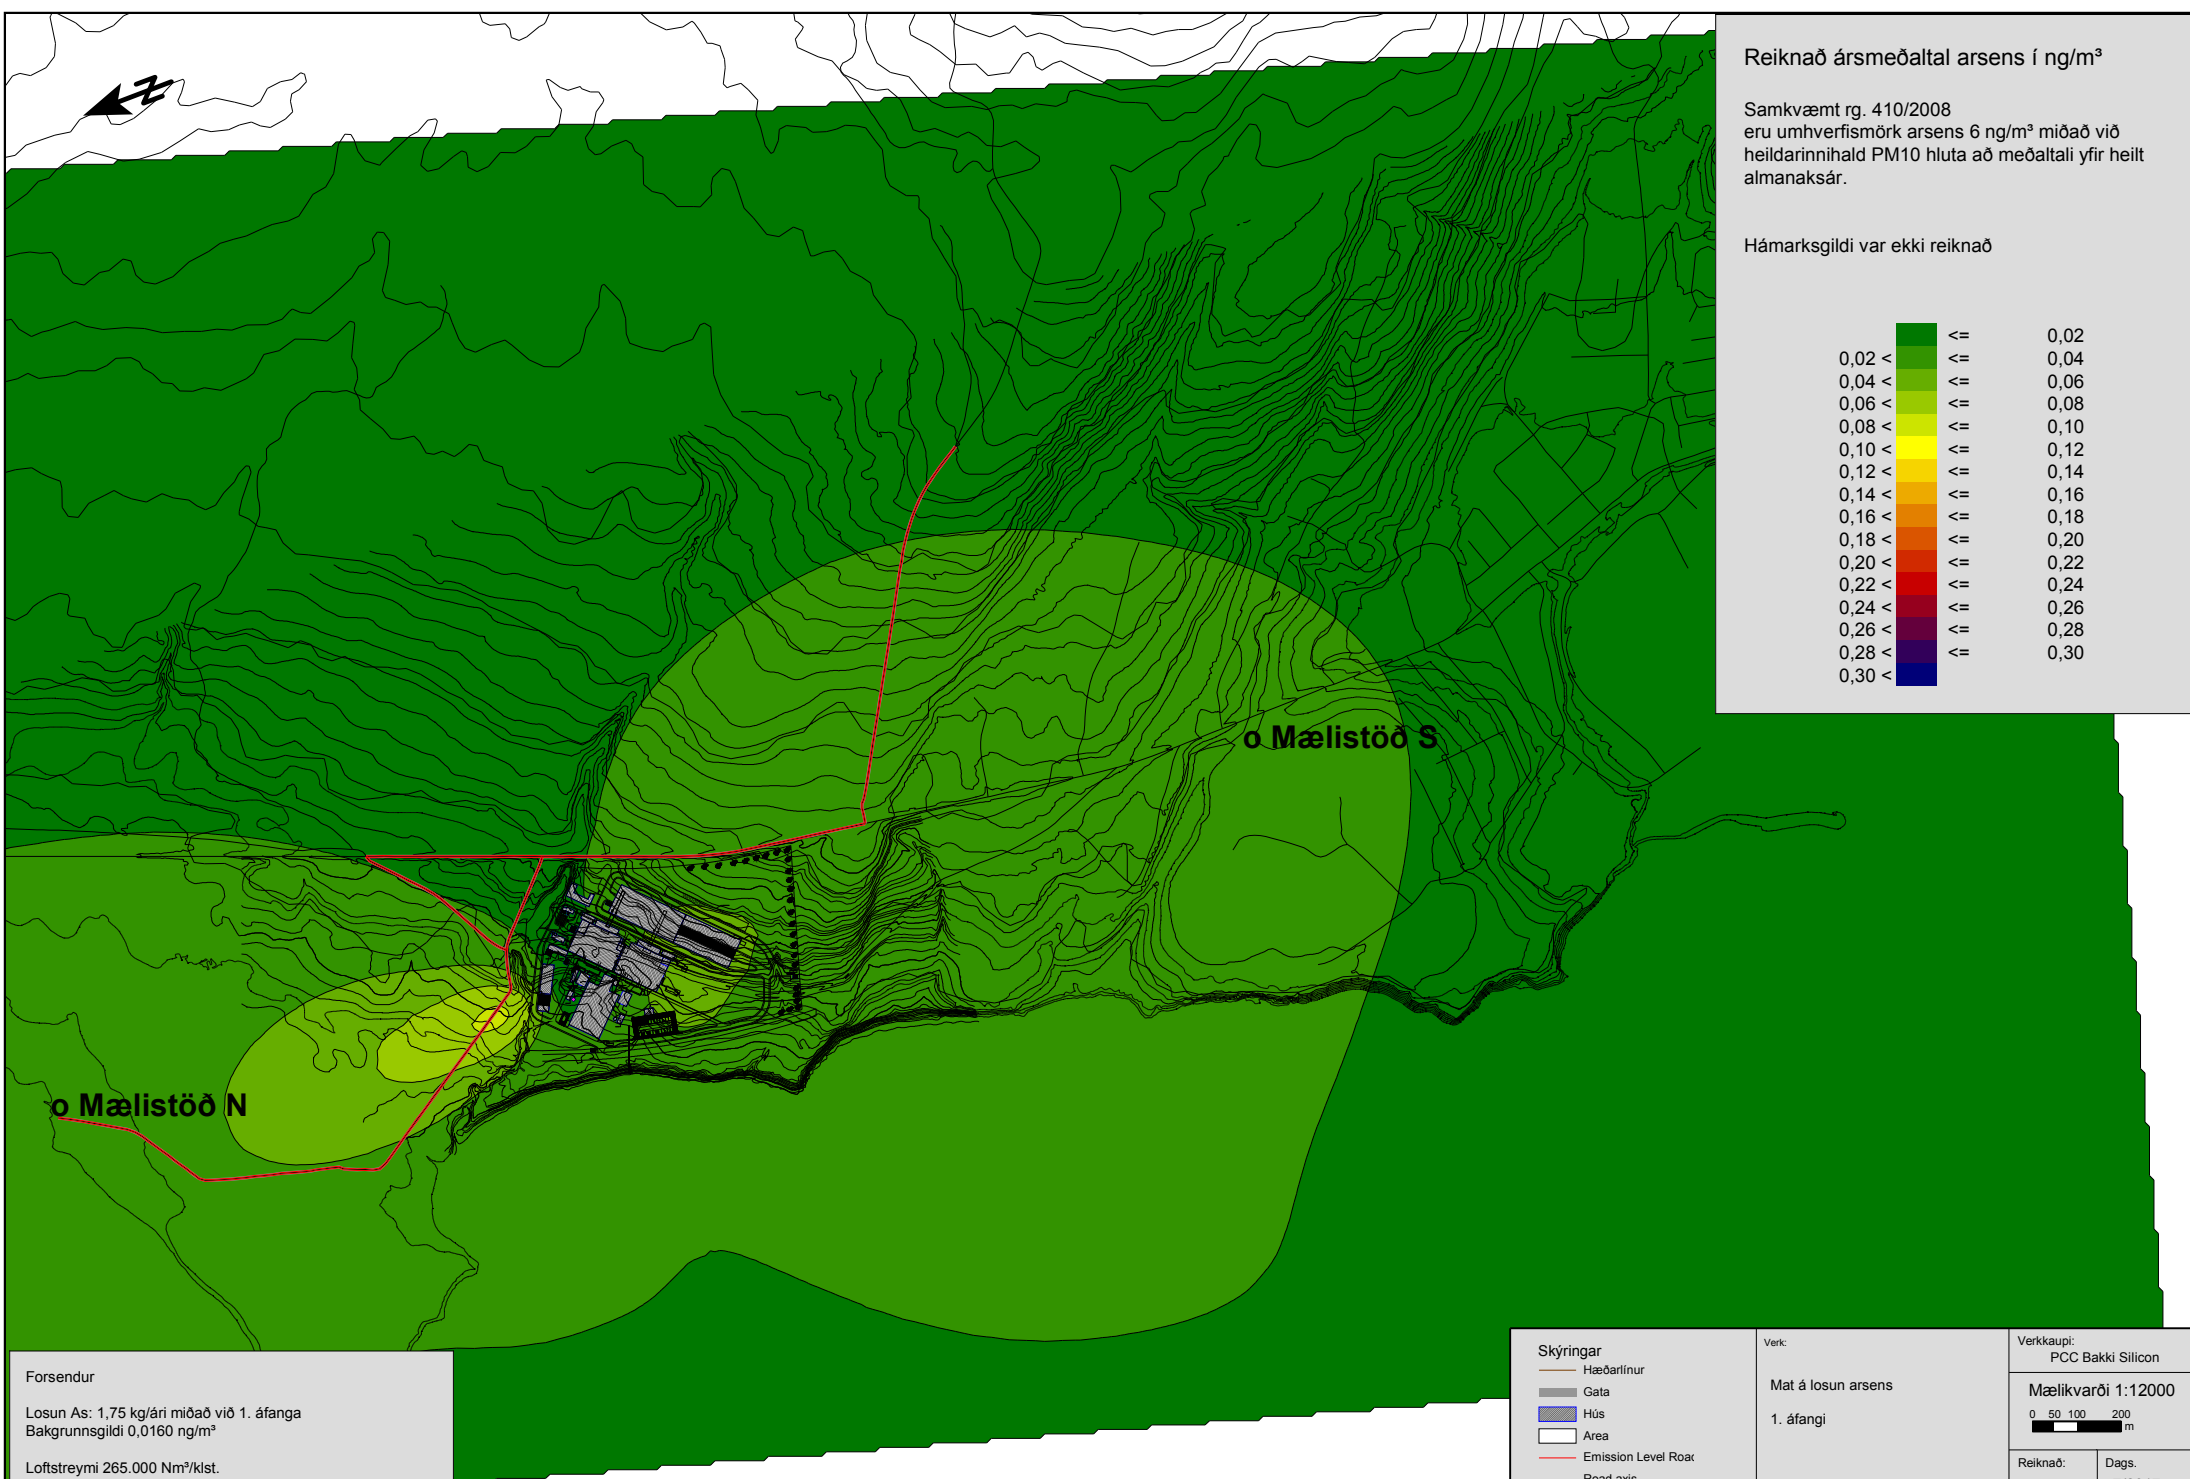 Reiknað ársmeðaltal arsens í ng/m³
Samkvæmt rg. 410/2008
eru umhverfismörk arsens 6 ng/m³ miðað við
heildarinnihald PM10 hluta að meðaltali yfir heilt
almanaksár.
Hámarksgildi var ekki reiknað
<= 0,02
0,02 < <= 0,04
0,04 < <= 0,06
0,06 < <= 0,08
0,08 < <= 0,10
0,10 < <= 0,12
0,12 < <= 0,14
0,14 < <= 0,16
0,16 < <= 0,18
0,18 < <= 0,20
0,20 < <= 0,22
0,22 < <= 0,24
0,24 < <= 0,26
0,26 < <= 0,28
0,28 < <= 0,30
0,30 <
N
o Mælistöð S
o Mælistöð N
Forsendur
Losun As: 1,75 kg/ári miðað við 1. áfanga
Bakgrunnsgildi 0,0160 ng/m³
Loftstreymi 265.000 Nm³/klst.
Skýringar
Hæðarlínur
Gata
Hús
Area
Emission Level Road
Road axis
Verk:
Mat á losun arsens
1. áfangi
Verkkaupi:
PCC Bakki Silicon
Mælikvarði 1:12000
0 50 100 200
m
Reiknað:
Dags.